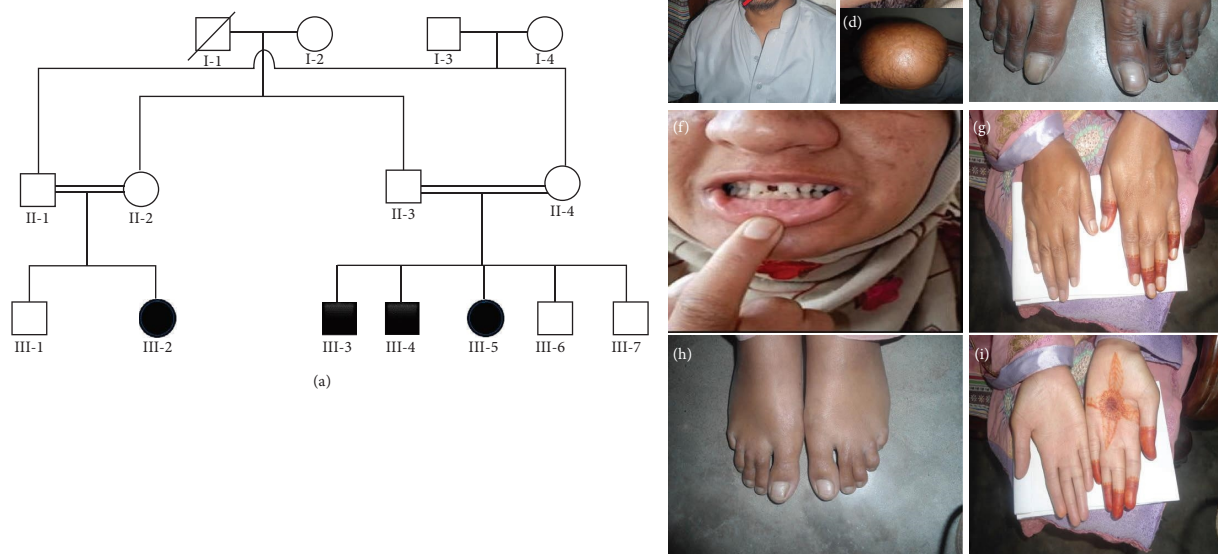 I-1
I-2
I-3
I-4
II-1
II-2
II-3
II-4
III-1
III-2
III-3
III-4
III-5
III-6
III-7
(a)
(d)
(f)
(g)
(h)
(i)